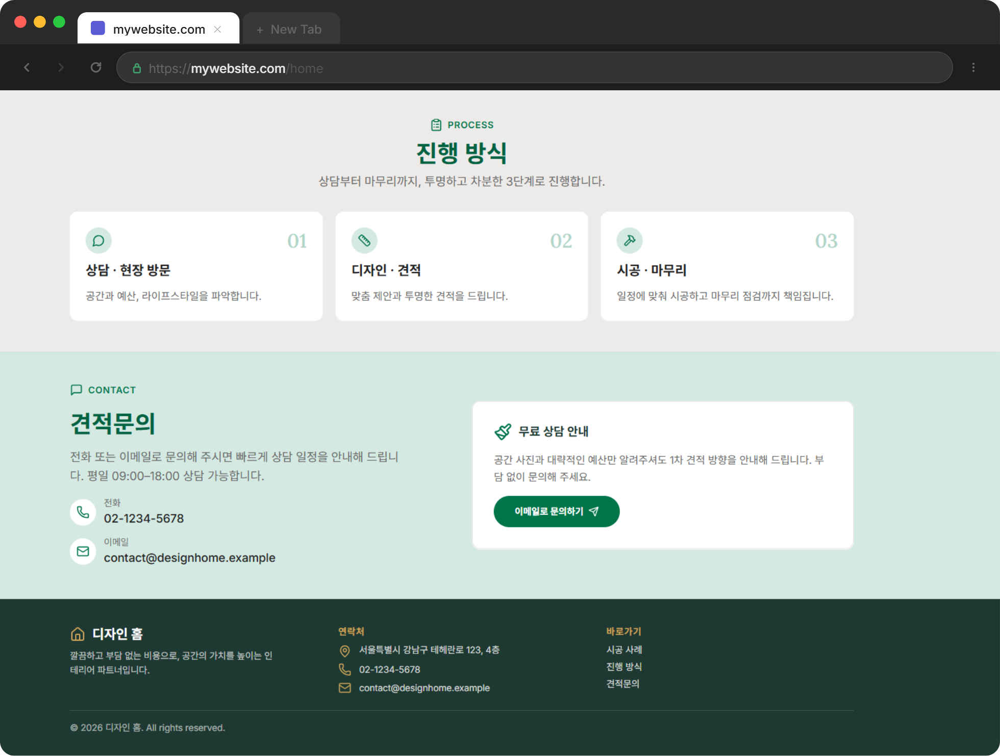 mywebsite.com
+ New Tab
https://mywebsite.com/home
PROCESS
진행 방식
상담부터 마무리까지, 투명하고 차분한 3단계로 진행합니다.
01
상담 · 현장 방문
공간과 예산, 라이프스타일을 파악합니다.
02
디자인 · 견적
맞춤 제안과 투명한 견적을 드립니다.
03
시공 · 마무리
일정에 맞춰 시공하고 마무리 점검까지 책임집니다.
CONTACT
견적문의
전화 또는 이메일로 문의해 주시면 빠르게 상담 일정을 안내해 드립니
다. 평일 09:00–18:00 상담 가능합니다.
전화
02-1234-5678
이메일
contact@designhome.example
무료 상담 안내
공간 사진과 대략적인 예산만 알려주셔도 1차 견적 방향을 안내해 드립니다. 부
담 없이 문의해 주세요.
이메일로 문의하기
디자인 홈
깔끔하고 부담 없는 비용으로, 공간의 가치를 높이는 인
테리어 파트너입니다.
연락처
서울특별시 강남구 테헤란로 123, 4층
02-1234-5678
contact@designhome.example
바로가기
시공 사례
진행 방식
견적문의
© 2026 디자인 홈. All rights reserved.